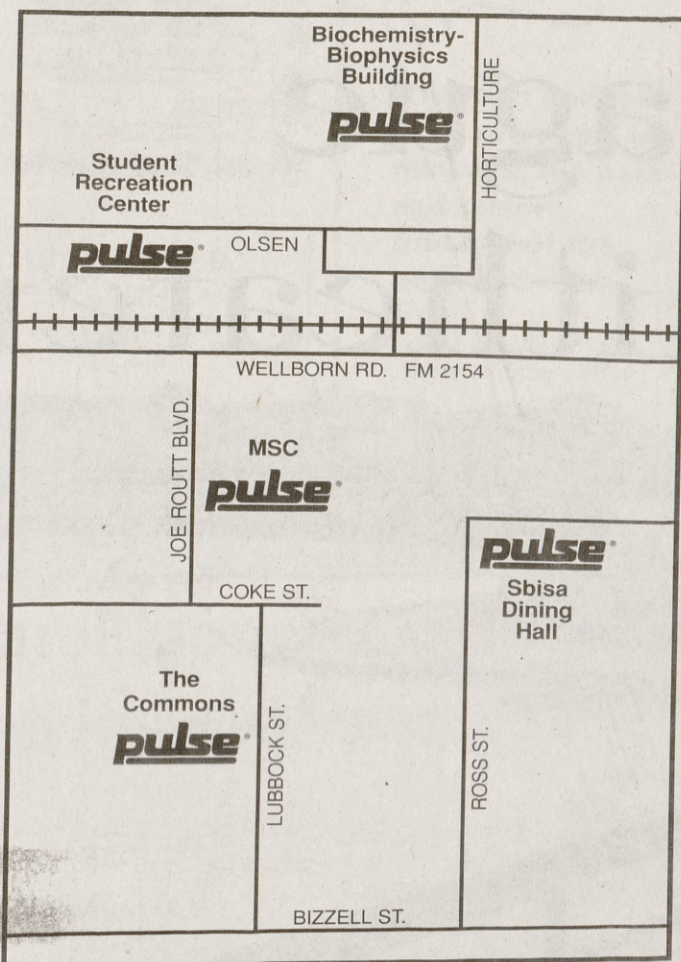 Biochemistry-
Biophysics
Building
pulse®
HORTICULTURE
Student
Recreation
Center
pulse®
OLSEN
WELLBORN RD. FM 2154
JOE ROUTT BLVD.
MSC
pulse®
COKE ST.
pulse®
Sbisa
Dining
Hall
The
Commons
pulse®
LUBBOCK ST.
ROSS ST.
BIZZELL ST.